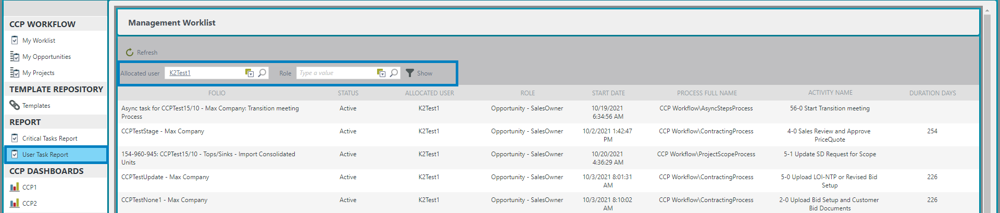 CCP WORKFLOW
My Worklist
My Opportunities
My Projects
TEMPLATE REPOSITORY
Templates
REPORT
Critical Tasks Report
User Task Report
CCP DASHBOARDS
CCP1
CCP2
Management Worklist
Refresh
Allocated user K2Test1 Role Type a value Show
FOLIO STATUS ALLOCATED USER ROLE START DATE PROCESS FULL NAME ACTIVITY NAME DURATION DAYS
Async task for CCPTest15/10 - Max Company: Transition meeting Active K2Test1 Opportunity - SalesOwner 10/19/2021 CCP Workflow\AsyncStepsProcess 56-0 Start Transition meeting
Process 6:34:56 AM
CCPTestStage - Max Company Active K2Test1 Opportunity - SalesOwner 10/2/2021 1:42:47 CCP Workflow\ContractingProcess 4-0 Sales Review and Approve 254
PM PriceQuote
154-960-945: CCPTest15/10 - Tops/Sinks - Import Consolidated Active K2Test1 Opportunity - SalesOwner 10/20/2021 CCP Workflow\ProjectScopeProcess 5-1 Update SD Request for Scope
Units 4:36:29 AM
CCPTestUpdate - Max Company Active K2Test1 Opportunity - SalesOwner 10/3/2021 8:01:31 CCP Workflow\ContractingProcess 5-0 Upload LOI-NTP or Revised Bid 226
AM Setup
CCPTestNone1 - Max Company Active K2Test1 Opportunity - SalesOwner 10/3/2021 8:10:02 CCP Workflow\ContractingProcess 2-0 Upload Bid Setup and Customer 226
AM Bid Documents